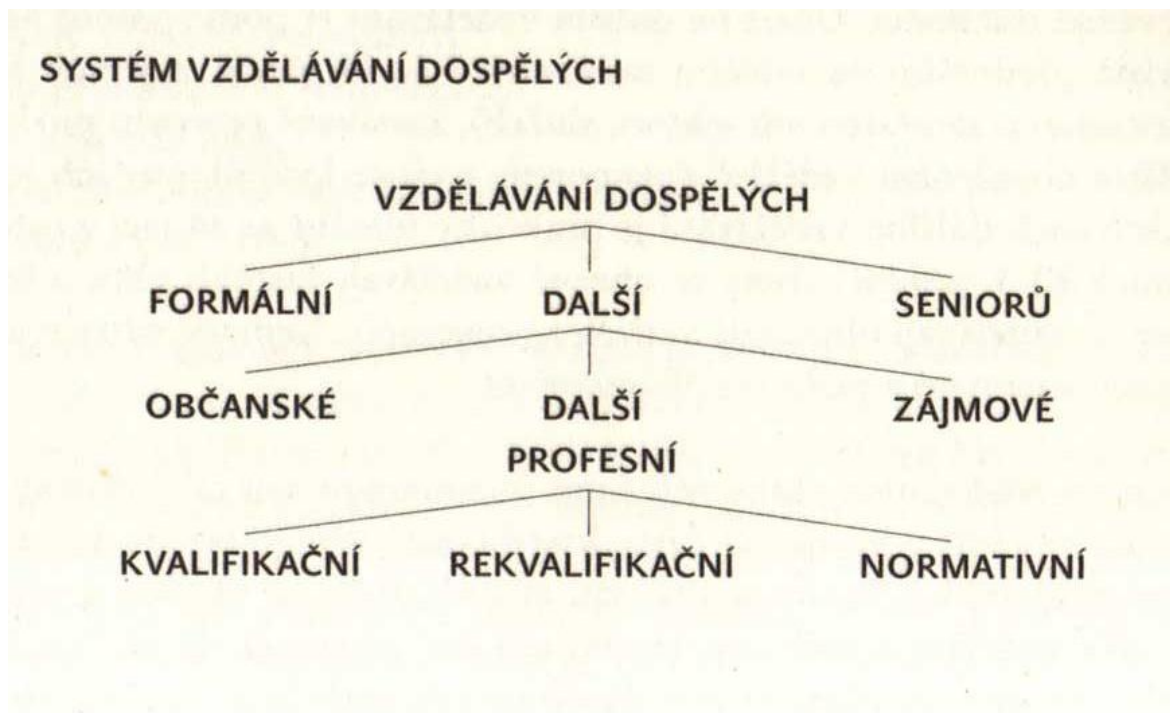 SYSTÉM VZDĚLÁVÁNÍ DOSPĚLÝCH
VZDĚLÁVÁNÍ DOSPĚLÝCH
FORMÁLNÍ DALŠÍ SENIORŮ
OBČANSKÉ DALŠÍ ZÁJMOVÉ
PROFESNÍ
KVALIFIKAČNÍ REKVALIFIKAČNÍ NORMATIVNÍ